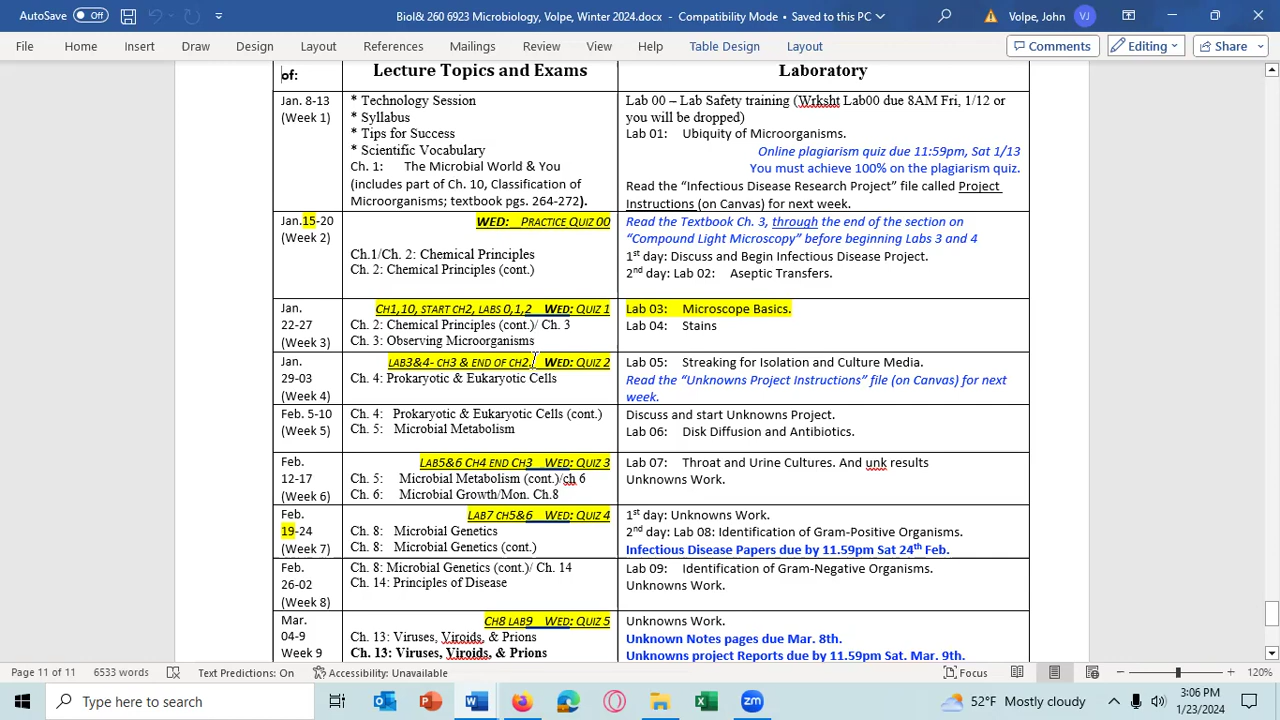 AutoSave Off Biol& 260 6923 Microbiology, Volpe, Winter 2024.docx - Compatibility Mode • Saved to this PC Volpe, John VJ
File Home Insert Draw Design Layout References Mailings Review View Help Table Design Layout Comments Editing Share
of: Lecture Topics and Exams Laboratory
Jan. 8-13
(Week 1)
* Technology Session
* Syllabus
* Tips for Success
* Scientific Vocabulary
Ch. 1: The Microbial World & You
(includes part of Ch. 10, Classification of
Microorganisms; textbook pgs. 264-272).
Lab 00 – Lab Safety training (Wrksht Lab00 due 8AM Fri, 1/12 or
you will be dropped)
Lab 01: Ubiquity of Microorganisms.
Online plagiarism quiz due 11:59pm, Sat 1/13
You must achieve 100% on the plagiarism quiz.
Read the “Infectious Disease Research Project” file called Project
Instructions (on Canvas) for next week.
Jan.15-20
(Week 2)
WED: PRACTICE QUIZ 00
Ch.1/Ch. 2: Chemical Principles
Ch. 2: Chemical Principles (cont.)
Read the Textbook Ch. 3, through the end of the section on
“Compound Light Microscopy” before beginning Labs 3 and 4
1st day: Discuss and Begin Infectious Disease Project.
2nd day: Lab 02: Aseptic Transfers.
Jan.
22-27
(Week 3)
CH1,10, START CH2, LABS 0,1,2 WED: QUIZ 1
Ch. 2: Chemical Principles (cont.)/ Ch. 3
Ch. 3: Observing Microorganisms
Lab 03: Microscope Basics.
Lab 04: Stains
Jan.
29-03
(Week 4)
LAB3&4- CH3 & END OF CH2. WED: QUIZ 2
Ch. 4: Prokaryotic & Eukaryotic Cells
Lab 05: Streaking for Isolation and Culture Media.
Read the “Unknowns Project Instructions” file (on Canvas) for next
week.
Feb. 5-10
(Week 5)
Ch. 4: Prokaryotic & Eukaryotic Cells (cont.)
Ch. 5: Microbial Metabolism
Discuss and start Unknowns Project.
Lab 06: Disk Diffusion and Antibiotics.
Feb.
12-17
(Week 6)
LAB5&6 CH4 END CH3 WED: QUIZ 3
Ch. 5: Microbial Metabolism (cont.)/ch 6
Ch. 6: Microbial Growth/Mon. Ch.8
Lab 07: Throat and Urine Cultures. And unk results
Unknowns Work.
Feb.
19-24
(Week 7)
LAB7 CH5&6 WED: QUIZ 4
Ch. 8: Microbial Genetics
Ch. 8: Microbial Genetics (cont.)
1st day: Unknowns Work.
2nd day: Lab 08: Identification of Gram-Positive Organisms.
Infectious Disease Papers due by 11.59pm Sat 24th Feb.
Feb.
26-02
(Week 8)
Ch. 8: Microbial Genetics (cont.)/ Ch. 14
Ch. 14: Principles of Disease
Lab 09: Identification of Gram-Negative Organisms.
Unknowns Work.
Mar.
04-9
Week 9
CH8 LAB9 WED: QUIZ 5
Ch. 13: Viruses, Viroids, & Prions
Ch. 13: Viruses, Viroids, & Prions
Unknowns Work.
Unknown Notes pages due Mar. 8th.
Unknowns project Reports due by 11.59pm Sat. Mar. 9th.
Page 11 of 11 6533 words Text Predictions: On Accessibility: Unavailable Focus 120%
Type here to search 52°F Mostly cloudy 3:06 PM
1/23/2024